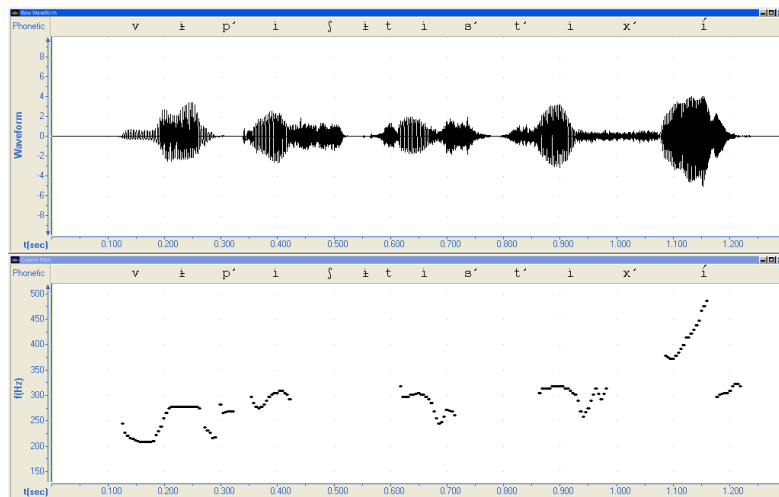 Raw Waveform
Phonetic v ɨ p′ i ʃ ɨ t i s′ t′ i x′ í
8
6
4
2
0
-2
-4
-6
-8
Waveform
t(sec) 0.100 0.200 0.300 0.400 0.500 0.600 0.700 0.800 0.900 1.000 1.100 1.200
Custom Pitch
Phonetic v ɨ p′ i ʃ ɨ t i s′ t′ i x′ í
500
450
400
350
300
250
200
150
f(Hz)
t(sec) 0.100 0.200 0.300 0.400 0.500 0.600 0.700 0.800 0.900 1.000 1.100 1.200